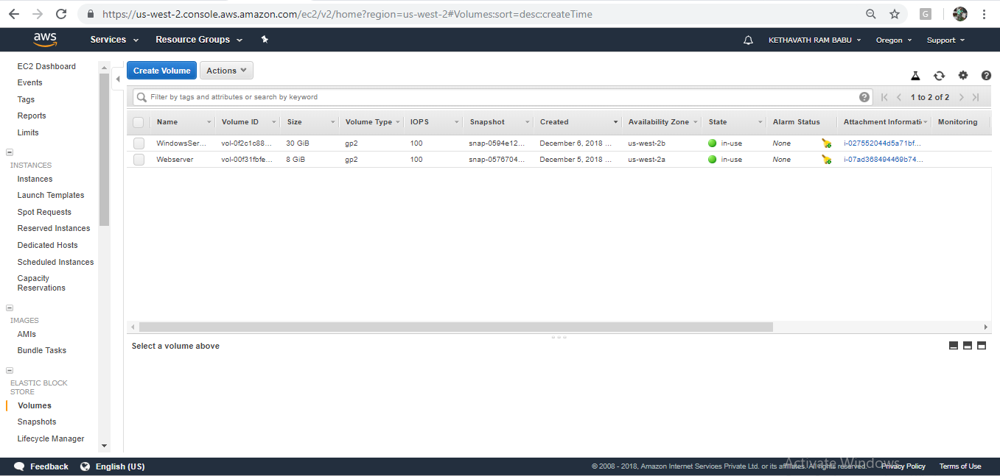 https://us-west-2.console.aws.amazon.com/ec2/v2/home?region=us-west-2#Volumes:sort=desc:createTime
G
aws Services Resource Groups KETHAVATH RAM BABU Oregon Support
EC2 Dashboard
Events
Tags
Reports
Limits
INSTANCES
Instances
Launch Templates
Spot Requests
Reserved Instances
Dedicated Hosts
Scheduled Instances
Capacity
Reservations
IMAGES
AMIs
Bundle Tasks
ELASTIC BLOCK
STORE
Volumes
Snapshots
Lifecycle Manager
Create Volume Actions
Filter by tags and attributes or search by keyword 1 to 2 of 2
Name Volume ID Size Volume Type IOPS Snapshot Created Availability Zone State Alarm Status Attachment Informati Monitoring
WindowsSer... vol-0f2c1c88... 30 GiB gp2 100 snap-0594e12... December 6, 2018 ... us-west-2b in-use None i-027552044d5a71bf...
Webserver vol-00f31fbfe... 8 GiB gp2 100 snap-0576704... December 5, 2018 ... us-west-2a in-use None i-07ad368494469b74...
Select a volume above
Activate Windows
Feedback English (US) © 2008 - 2018, Amazon Internet Services Private Ltd. or its affiliates. All rights reserved. Privacy Policy Terms of Use